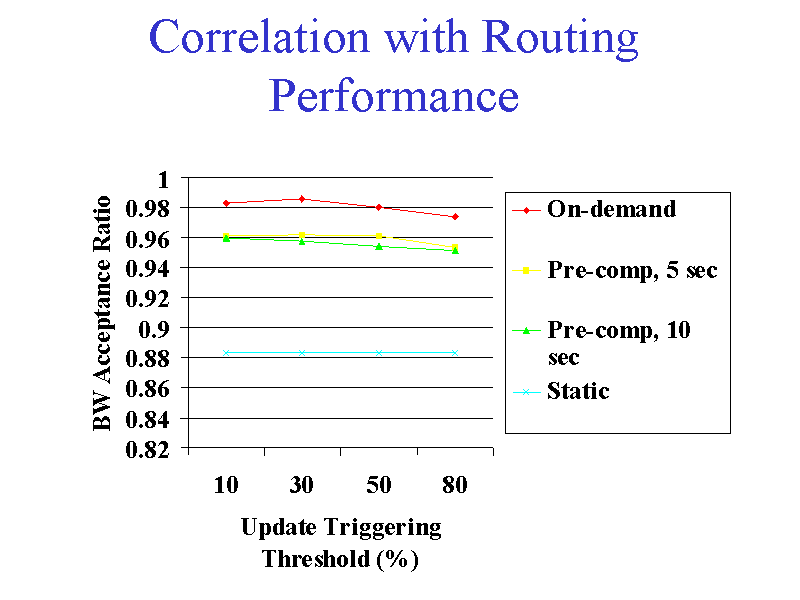 Correlation with Routing
Performance
BW Acceptance Ratio
1
0.98
0.96
0.94
0.92
0.9
0.88
0.86
0.84
0.82
10 30 50 80
Update Triggering
Threshold (%)
On-demand
Pre-comp, 5 sec
Pre-comp, 10
sec
Static